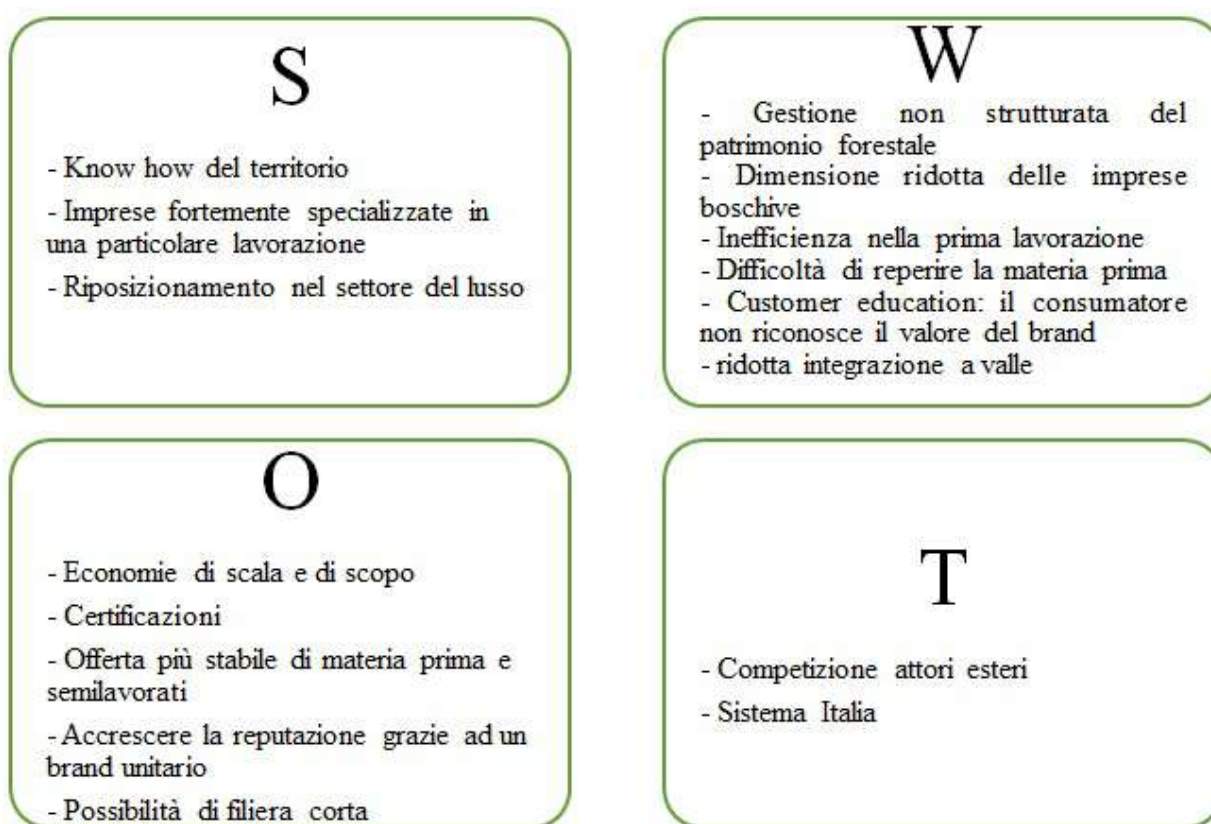 S
- Know how del territorio
- Imprese fortemente specializzate in
una particolare lavorazione
- Riposizionamento nel settore del lusso
W
- Gestione non strutturata del
patrimonio forestale
- Dimensione ridotta delle imprese
boschive
- Inefficienza nella prima lavorazione
- Difficoltà di reperire la materia prima
- Customer education: il consumatore
non riconosce il valore del brand
- ridotta integrazione a valle
O
- Economie di scala e di scopo
- Certificazioni
- Offerta più stabile di materia prima e
semilavorati
- Accrescere la reputazione grazie ad un
brand unitario
- Possibilità di filiera corta
T
- Competizione attori esteri
- Sistema Italia